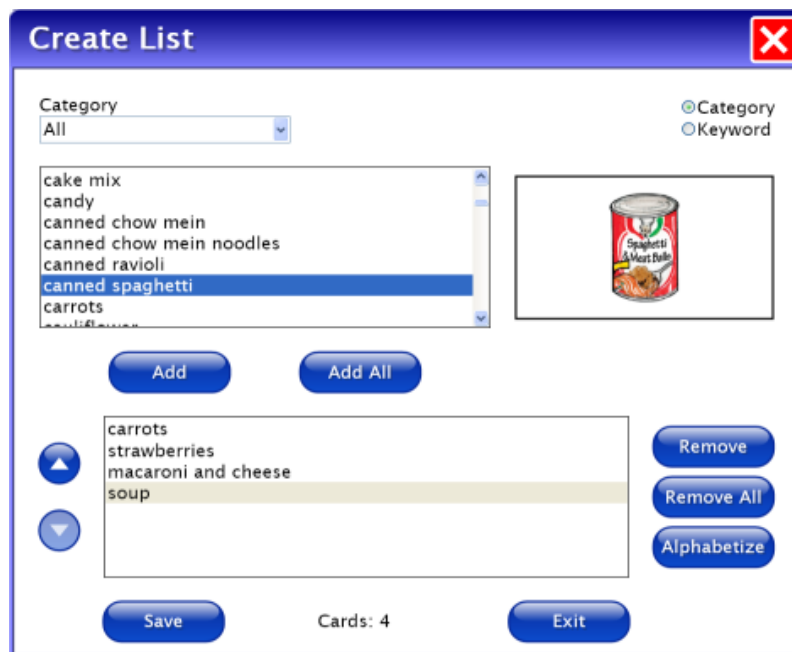 Create List
Category
All
Category
Keyword
cake mix
candy
canned chow mein
canned chow mein noodles
canned ravioli
canned spaghetti
carrots
cauliflower
Spaghetti
& Meat Balls
Add
Add All
carrots
strawberries
macaroni and cheese
soup
Remove
Remove All
Alphabetize
Save
Cards: 4
Exit